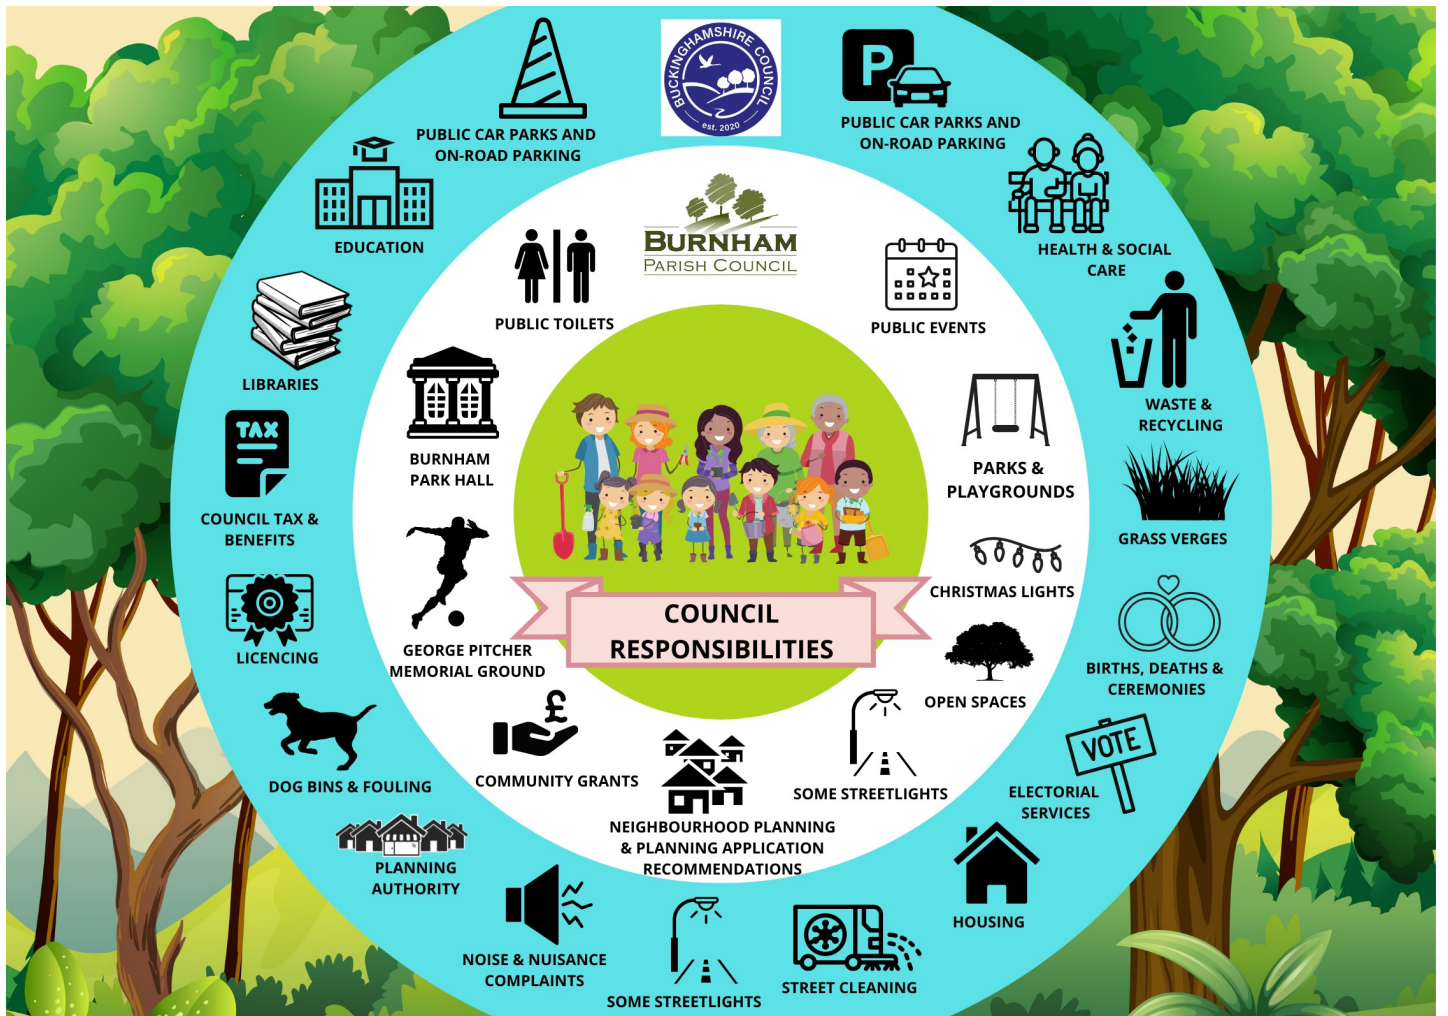 BUCKINGHAMSHIRE COUNCIL
est. 2020
P
PUBLIC CAR PARKS AND
ON-ROAD PARKING
PUBLIC CAR PARKS AND
ON-ROAD PARKING
EDUCATION
HEALTH & SOCIAL
CARE
LIBRARIES
WASTE &
RECYCLING
TAX
COUNCIL TAX &
BENEFITS
GRASS VERGES
LICENCING
BIRTHS, DEATHS &
CEREMONIES
DOG BINS & FOULING
VOTE
ELECTORIAL
SERVICES
PLANNING
AUTHORITY
HOUSING
NOISE & NUISANCE
COMPLAINTS
SOME STREETLIGHTS
STREET CLEANING
BURNHAM
PARISH COUNCIL
PUBLIC TOILETS
PUBLIC EVENTS
BURNHAM
PARK HALL
PARKS &
PLAYGROUNDS
CHRISTMAS LIGHTS
GEORGE PITCHER
MEMORIAL GROUND
OPEN SPACES
£
COMMUNITY GRANTS
SOME STREETLIGHTS
NEIGHBOURHOOD PLANNING
& PLANNING APPLICATION
RECOMMENDATIONS
COUNCIL
RESPONSIBILITIES